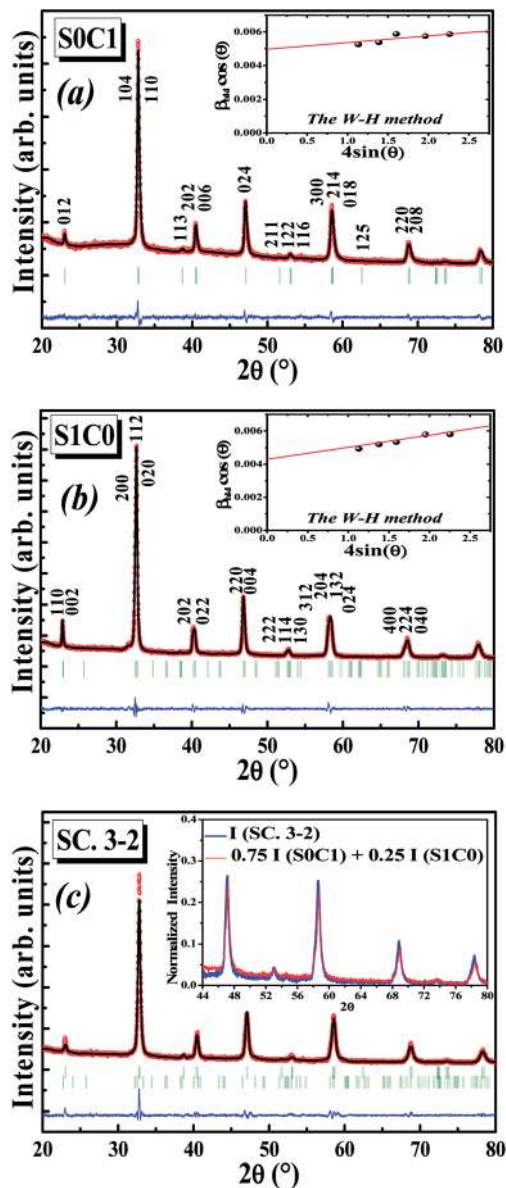 S0C1
(a)
Intensity (arb. units)
012
104
110
113
202
006
024
211
122
116
300
214
018
125
220
208
20 30 40 50 60 70 80
2θ (°)
0.006
0.004
0.002
0.000
βhkl cos(θ)
The W-H method
0.0 0.5 1.0 1.5 2.0 2.5
4sin(θ)
S1C0
(b)
Intensity (arb. units)
110
002
200
112
020
202
022
220
004
222
114
130
312
204
132
024
400
224
040
20 30 40 50 60 70 80
2θ (°)
0.006
0.004
0.002
0.000
βhkl cos(θ)
The W-H method
0.0 0.5 1.0 1.5 2.0 2.5
4sin(θ)
SC. 3-2
(c)
Intensity (arb. units)
20 30 40 50 60 70 80
2θ (°)
I (SC. 3-2)
0.75 I (S0C1) + 0.25 I (S1C0)
Normalized Intensity
0.4
0.3
0.2
0.1
0.0
44 48 52 56 60 64 68 72 76 80
2θ